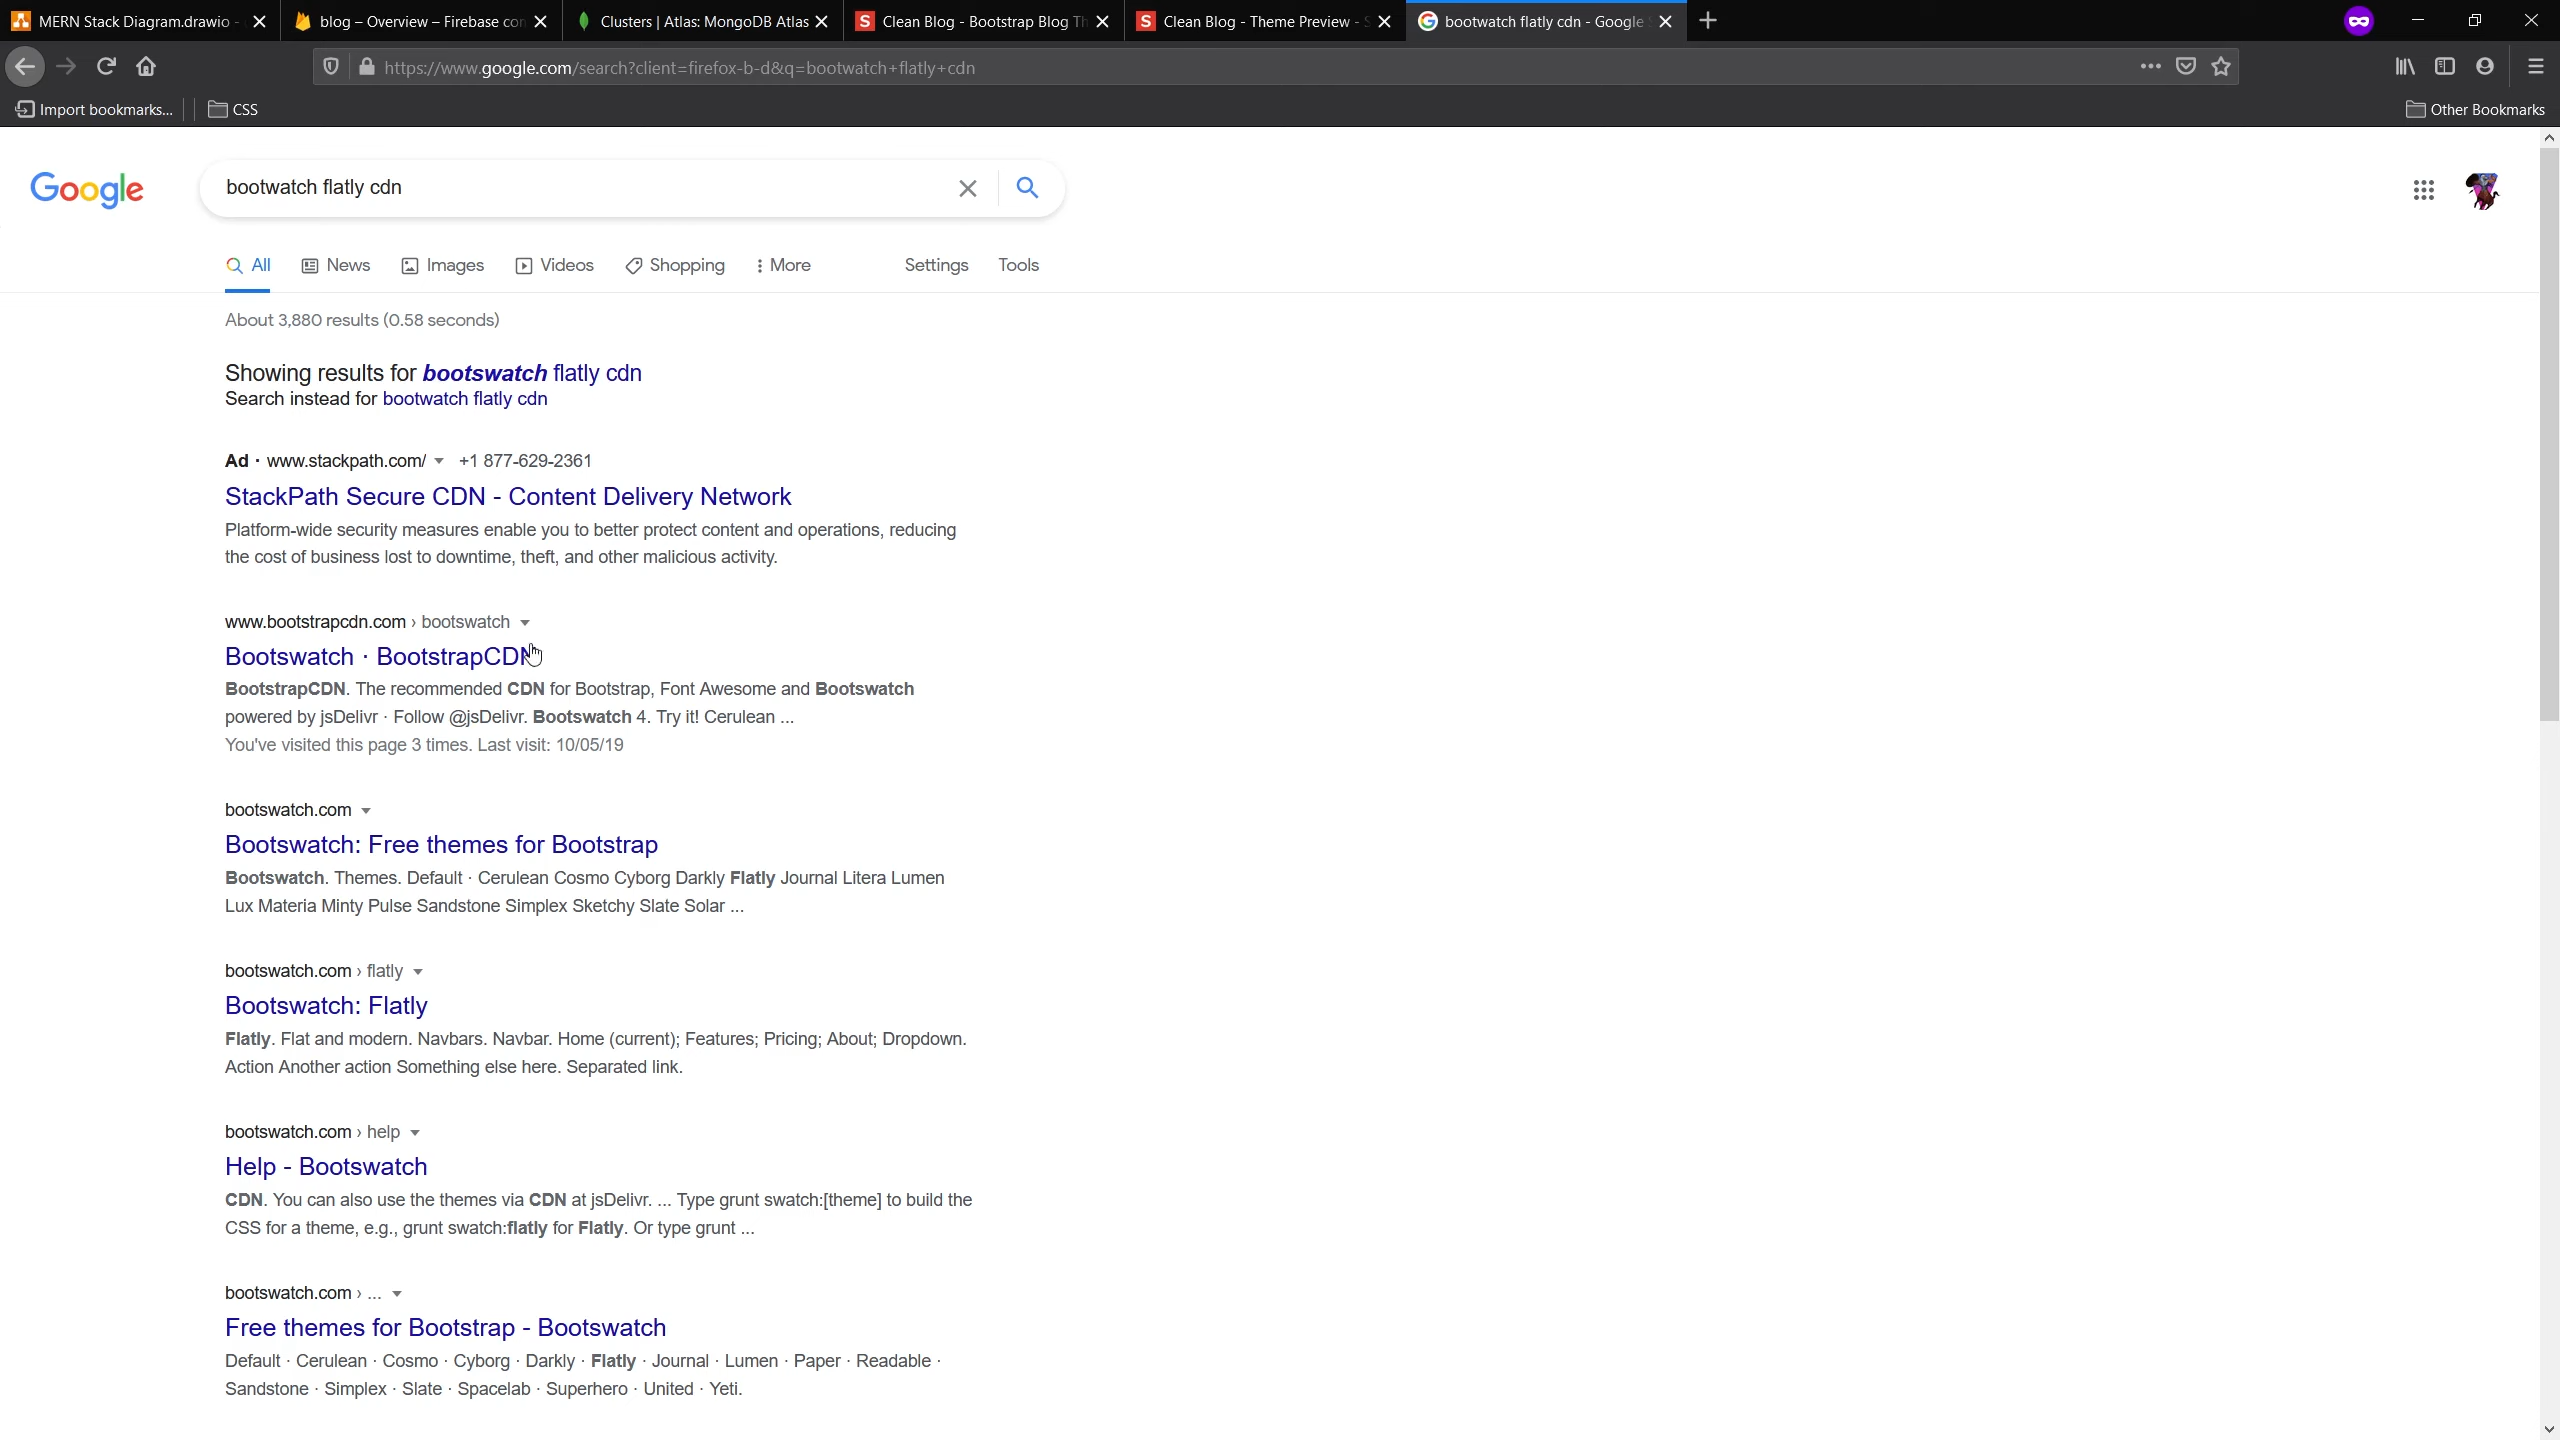 MERN Stack Diagram.drawio -
blog – Overview – Firebase con
Clusters | Atlas: MongoDB Atlas
Clean Blog - Bootstrap Blog Th
Clean Blog - Theme Preview - S
bootwatch flatly cdn - Google S
https://www.google.com/search?client=firefox-b-d&q=bootwatch+flatly+cdn
Import bookmarks...
CSS
Other Bookmarks
Google
bootwatch flatly cdn
All
News
Images
Videos
Shopping
More
Settings
Tools
About 3,880 results (0.58 seconds)
Showing results for bootswatch flatly cdn
Search instead for bootwatch flatly cdn
Ad · www.stackpath.com/ +1 877-629-2361
StackPath Secure CDN - Content Delivery Network
Platform-wide security measures enable you to better protect content and operations, reducing
the cost of business lost to downtime, theft, and other malicious activity.
www.bootstrapcdn.com › bootswatch
Bootswatch · BootstrapCDN
BootstrapCDN. The recommended CDN for Bootstrap, Font Awesome and Bootswatch
powered by jsDelivr · Follow @jsDelivr. Bootswatch 4. Try it! Cerulean ...
You've visited this page 3 times. Last visit: 10/05/19
bootswatch.com
Bootswatch: Free themes for Bootstrap
Bootswatch. Themes. Default · Cerulean Cosmo Cyborg Darkly Flatly Journal Litera Lumen
Lux Materia Minty Pulse Sandstone Simplex Sketchy Slate Solar ...
bootswatch.com › flatly
Bootswatch: Flatly
Flatly. Flat and modern. Navbars. Navbar. Home (current); Features; Pricing; About; Dropdown.
Action Another action Something else here. Separated link.
bootswatch.com › help
Help - Bootswatch
CDN. You can also use the themes via CDN at jsDelivr. ... Type grunt swatch:[theme] to build the
CSS for a theme, e.g., grunt swatch:flatly for Flatly. Or type grunt ...
bootswatch.com › ...
Free themes for Bootstrap - Bootswatch
Default · Cerulean · Cosmo · Cyborg · Darkly · Flatly · Journal · Lumen · Paper · Readable ·
Sandstone · Simplex · Slate · Spacelab · Superhero · United · Yeti.